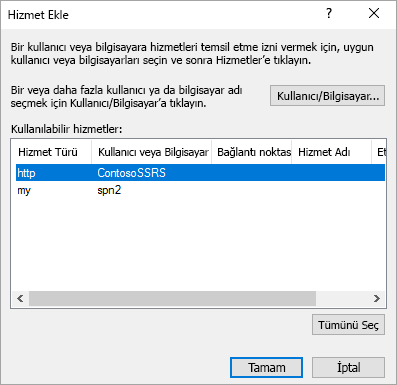 Hizmet Ekle
Bir kullanıcı veya bilgisayara hizmetleri temsil etme izni vermek için, uygun
kullanıcı veya bilgisayarları seçin ve sonra Hizmetler'e tıklayın.
Bir veya daha fazla kullanıcı ya da bilgisayar adı
seçmek için Kullanıcı/Bilgisayar'a tıklayın.
Kullanıcı/Bilgisayar...
Kullanılabilir hizmetler:
Hizmet Türü Kullanıcı veya Bilgisayar Bağlantı noktas Hizmet Adı Et
http ContosoSSRS
my spn2
Tümünü Seç
Tamam İptal